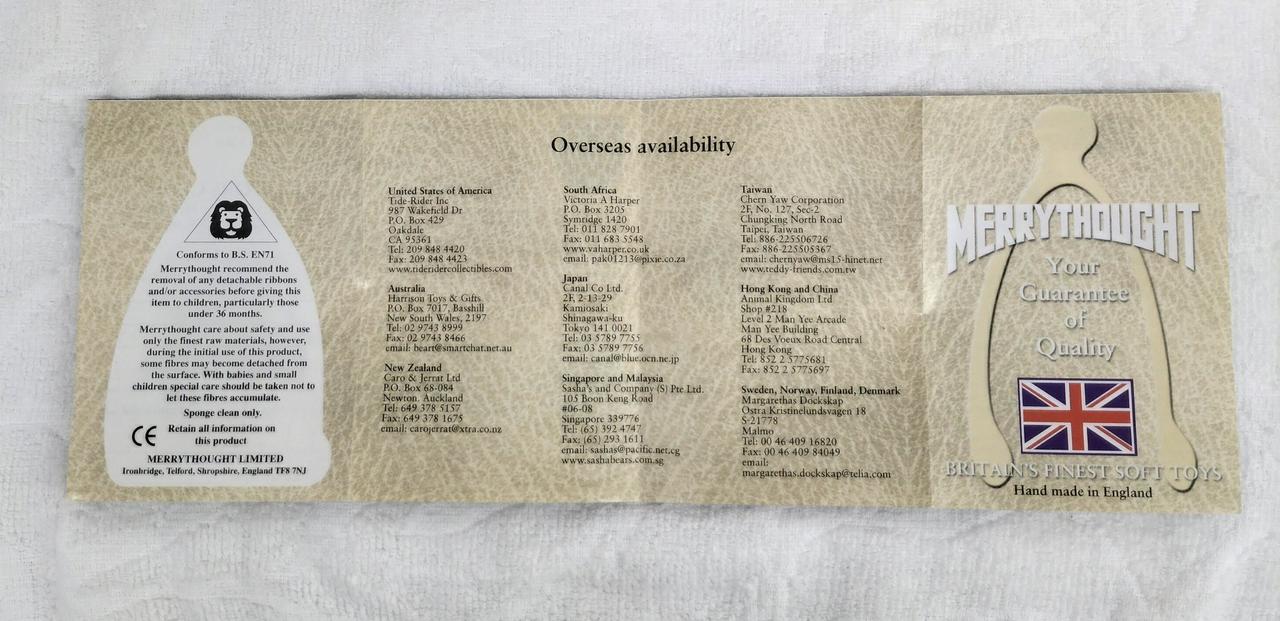 Conforms to B.S. EN71
Merrythought recommend the
removal of any detachable ribbons
and/or accessories before giving this
item to children, particularly those
under 36 months.
Merrythought care about safety and use
only the finest raw materials, however,
during the initial use of this product,
some fibres may become detached from
the surface. With babies and small
children special care should be taken not to
let these fibres accumulate.
Sponge clean only.
CE
Retain all information on
this product
MERRYTHOUGHT LIMITED
Ironbridge, Telford, Shropshire, England TF8 7NJ
Overseas availability
United States of America
Tide-Rider Inc
987 Wakefield Dr
P.O. Box 429
Oakdale
CA 95361
Tel: 209 848 4420
Fax: 209 848 4423
www.tideridercollectibles.com
Australia
Harrison Toys & Gifts
P.O. Box 7017, Basshill
New South Wales, 2197
Tel: 02 9743 8999
Fax: 02 9743 8466
email: beart@smartchat.net.au
New Zealand
Caro & Jerrat Ltd
P.O. Box 68-084
Newton. Auckland
Tel: 649 378 5157
Fax: 649 378 1675
email: carojerrat@xtra.co.nz
South Africa
Victoria A Harper
P.O. Box 3205
Symridge 1420
Tel: 011 828 7901
Fax: 011 683 5548
www.vaharper.co.uk
email: pak01213@pixie.co.za
Japan
Canal Co Ltd.
2F, 2-13-29
Kamiosaki
Shinagawa-ku
Tokyo 141 0021
Tel: 03 5789 7755
Fax: 03 5789 7756
email: canal@blue.ocn.ne.jp
Singapore and Malaysia
Sasha's and Company (S) Pte Ltd.
105 Boon Keng Road
#06-08
Singapore 339776
Tel: (65) 392 4747
Fax: (65) 293 1611
email: sashas@pacific.net.cg
www.sashabears.com.sg
Taiwan
Chern Yaw Corporation
2F, No. 127, Sec-2
Chungking North Road
Taipei, Taiwan
Tel: 886-225506726
Fax: 886-225505367
email: chernyaw@ms15-hinet.net
www.teddy-friends.com.tw
Hong Kong and China
Animal Kingdom Ltd
Shop #218
Level 2 Man Yee Arcade
Man Yee Building
68 Des Voeux Road Central
Hong Kong
Tel: 852 2 5775681
Fax: 852 2 5775697
Sweden, Norway, Finland, Denmark
Margarethas Dockskap
Ostra Kristinelundsvagen 18
S-21778
Malmo
Tel: 00 46 409 16820
Fax: 00 46 409 84049
email:
margarethas.dockskap@telia.com
MERRYTHOUGHT
Your
Guarantee
of
Quality
BRITAIN'S FINEST SOFT TOYS
Hand made in England